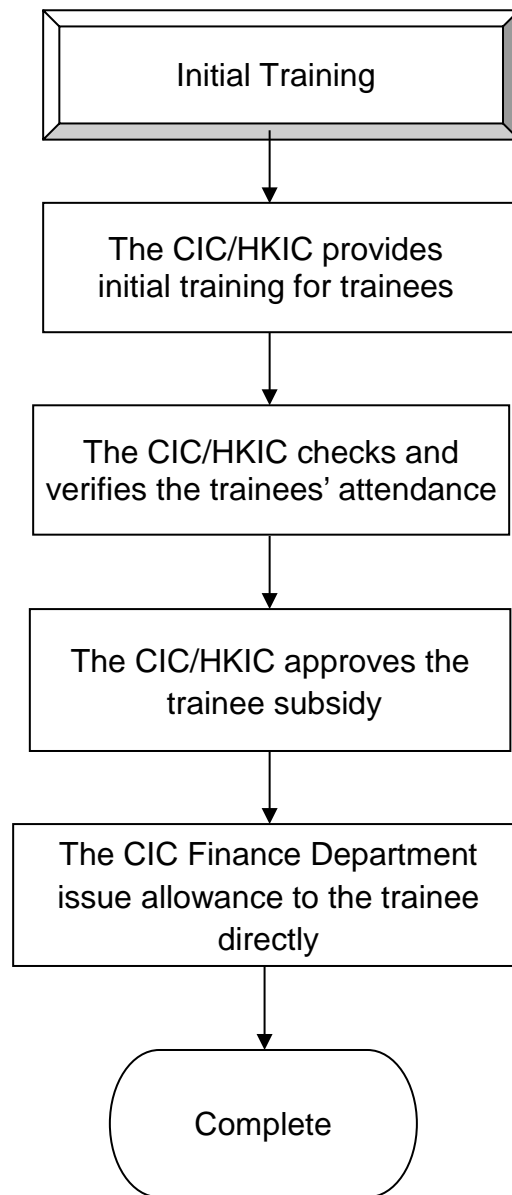 Initial Training
The CIC/HKIC provides
initial training for trainees
The CIC/HKIC checks and
verifies the trainees’ attendance
The CIC/HKIC approves the
trainee subsidy
The CIC Finance Department
issue allowance to the trainee
directly
Complete